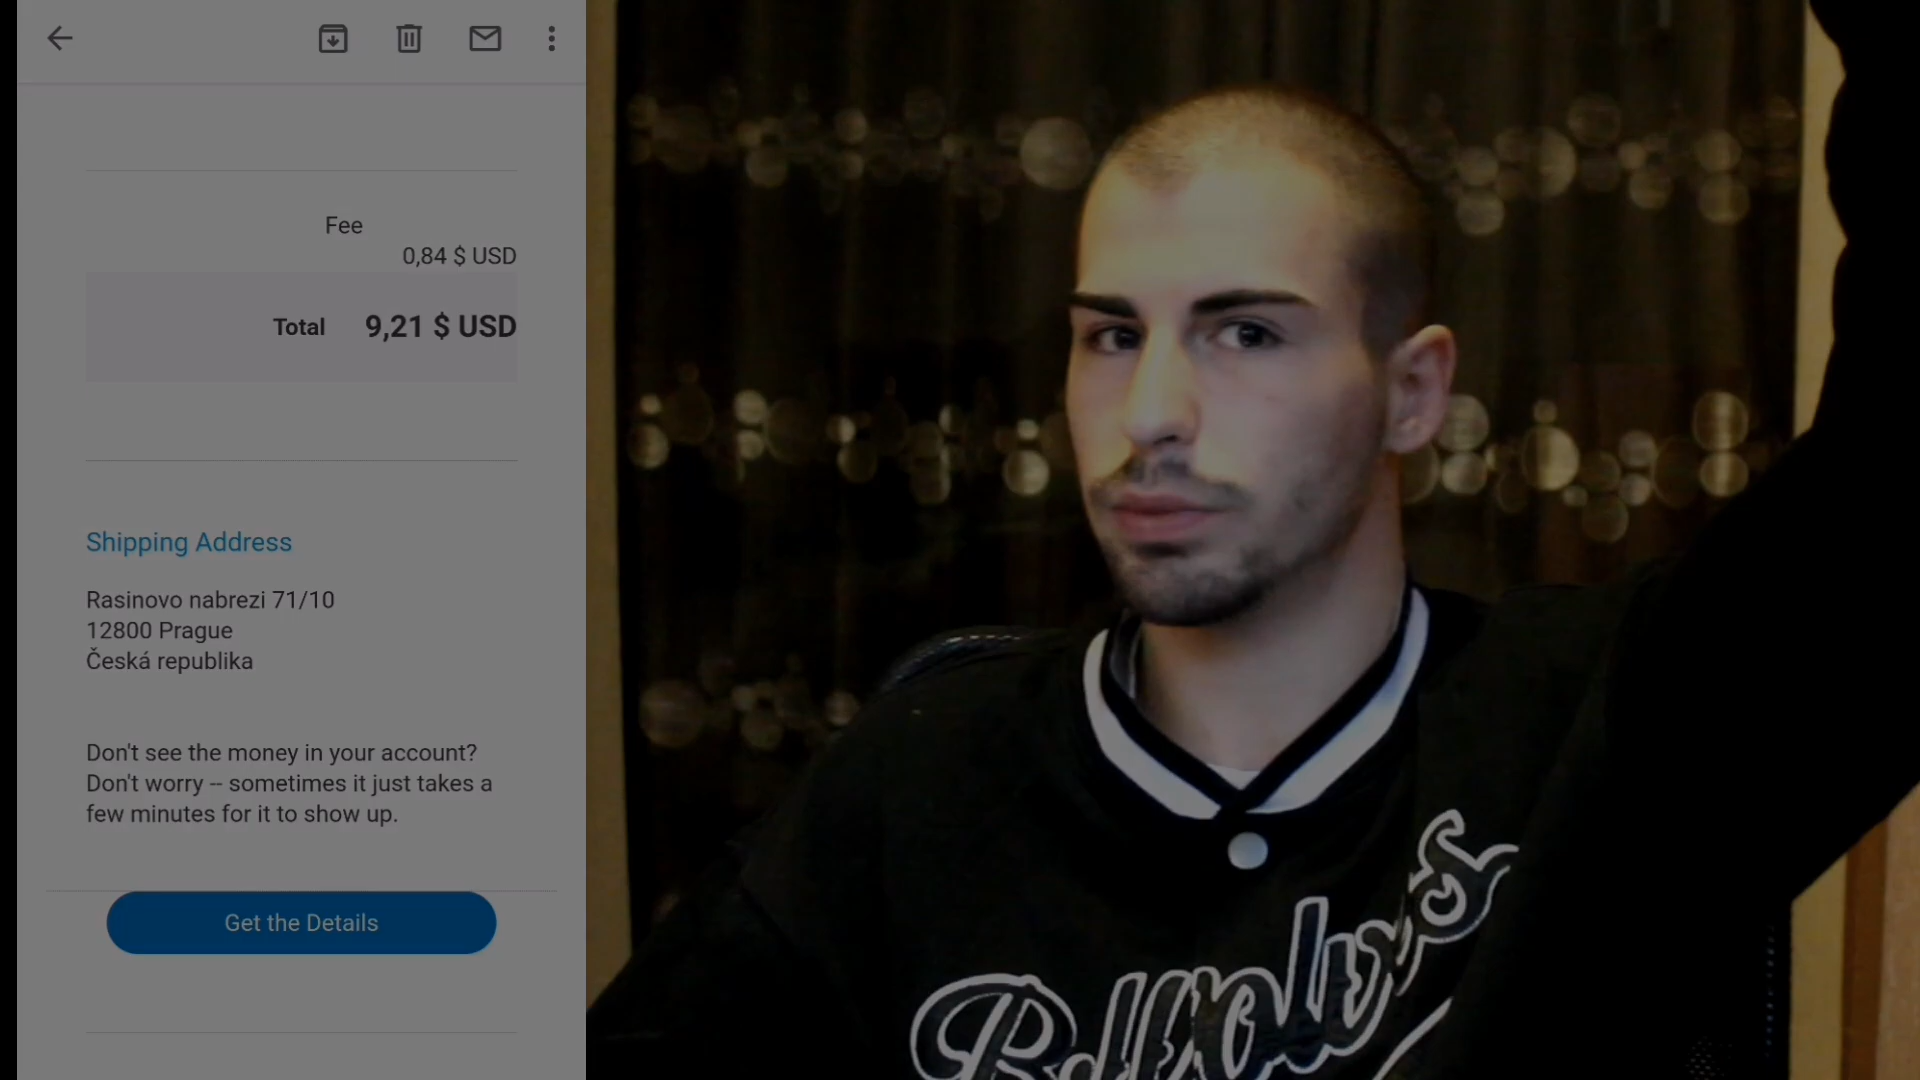 Fee
0,84 $ USD
Total 9,21 $ USD
Shipping Address
Rasinovo nabrezi 71/10
12800 Prague
Česká republika
Don't see the money in your account?
Don't worry -- sometimes it just takes a
few minutes for it to show up.
Get the Details